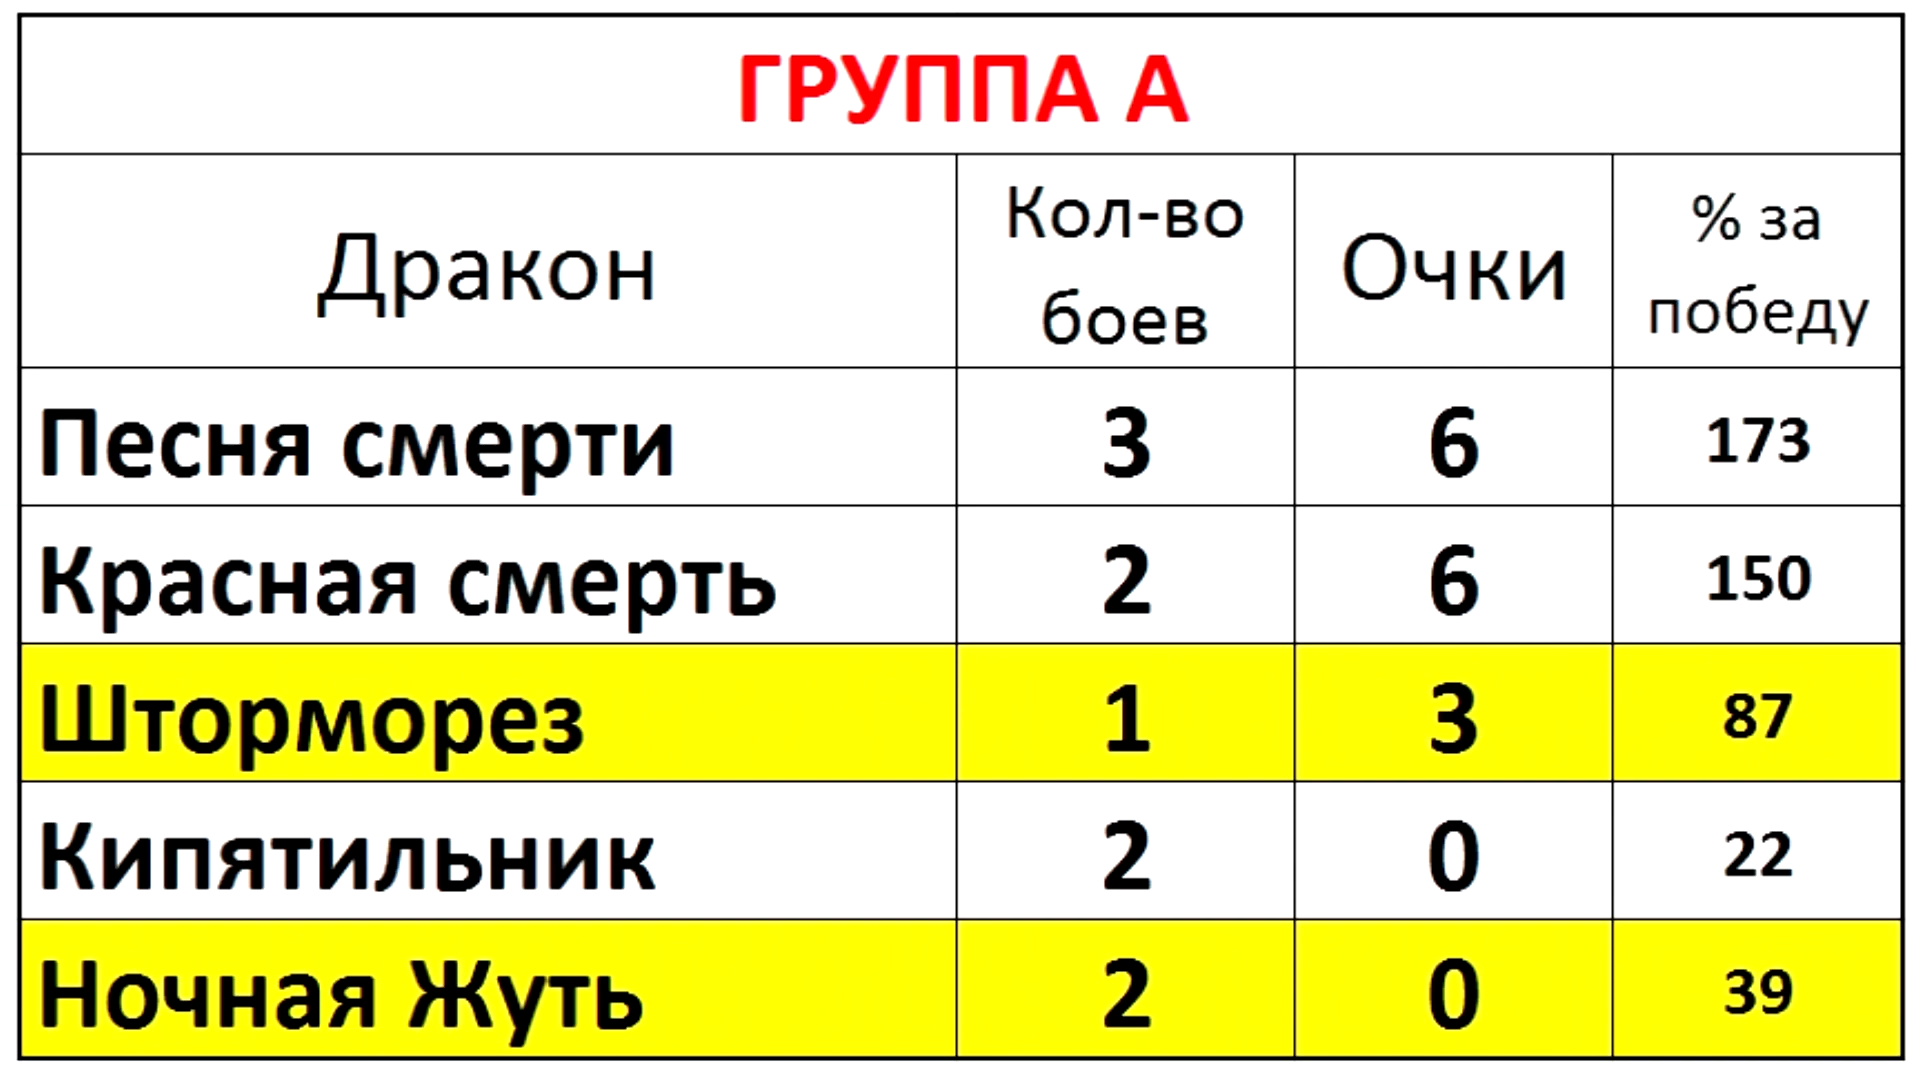 ГРУППА А
Дракон Кол-во боев Очки % за победу
Песня смерти 3 6 173
Красная смерть 2 6 150
Шторморез 1 3 87
Кипятильник 2 0 22
Ночная Жуть 2 0 39